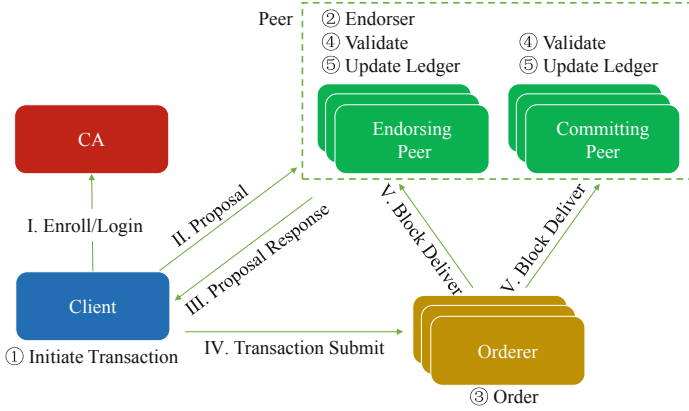 Peer
② Endorser
④ Validate
⑤ Update Ledger
④ Validate
⑤ Update Ledger
CA
Endorsing
Peer
Committing
Peer
I. Enroll/Login
II. Proposal
III. Proposal Response
V. Block Deliver
V. Block Deliver
Client
① Initiate Transaction
IV. Transaction Submit
Orderer
③ Order